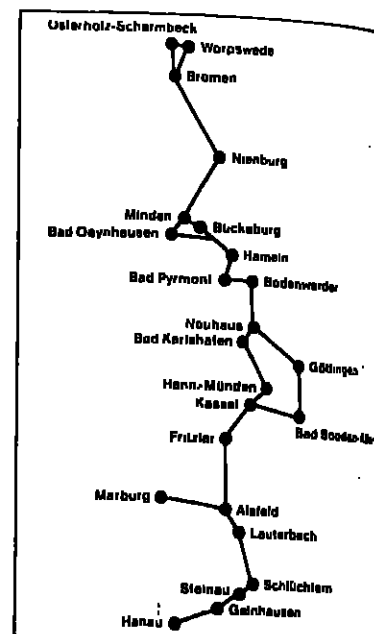 Osterholz-Scharmbeck
Worpswede
Bremen
Nienburg
Minden
Bückeburg
Bad Oeynhausen
Hameln
Bad Pyrmont
Bodenwerder
Neuhaus
Bad Karlshafen
Göttingen
Hann.-Münden
Kassel
Bad Sooden-
Fritzlar
Marburg
Alsfeld
Lauterbach
Schlüchtern
Steinau
Gelnhausen
Hanau